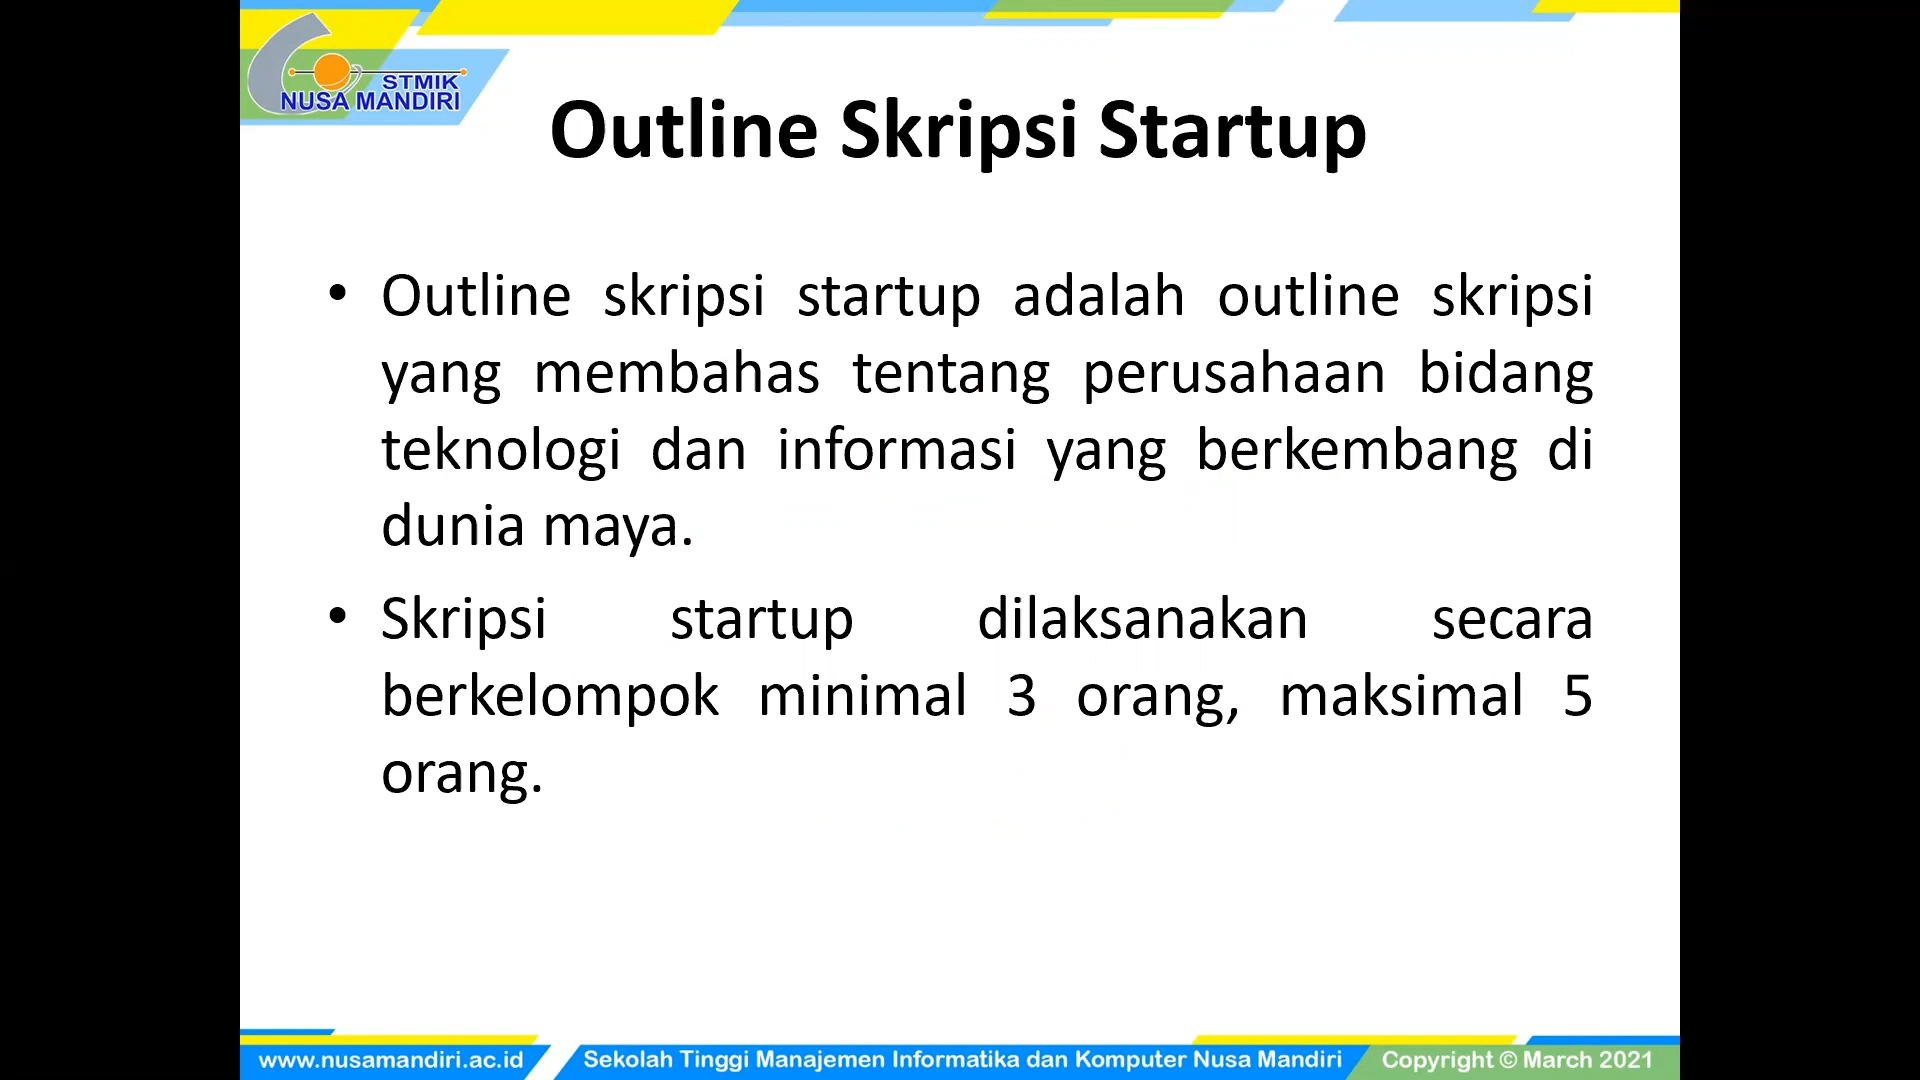 STMIK
NUSA MANDIRI
Outline Skripsi Startup
• Outline skripsi startup adalah outline skripsi
yang membahas tentang perusahaan bidang
teknologi dan informasi yang berkembang di
dunia maya.
• Skripsi startup dilaksanakan secara
berkelompok minimal 3 orang, maksimal 5
orang.
www.nusamandiri.ac.id Sekolah Tinggi Manajemen Informatika dan Komputer Nusa Mandiri Copyright © March 2021